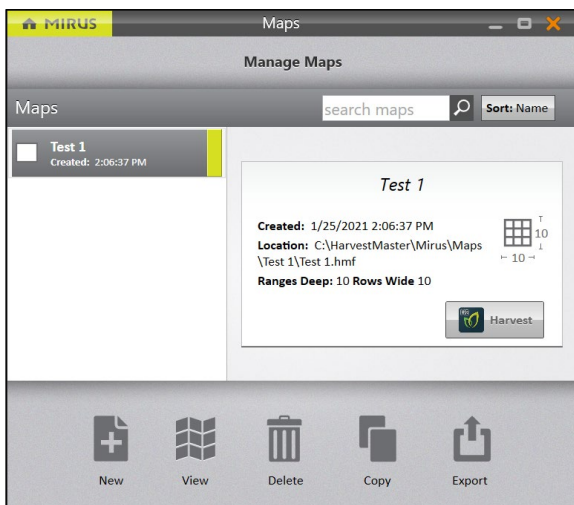 MIRUS
Maps
Manage Maps
Maps
search maps
Sort: Name
Test 1
Created: 2:06:37 PM
Test 1
Created: 1/25/2021 2:06:37 PM
Location: C:\HarvestMaster\Mirus\Maps
\Test 1\Test 1.hmf
Ranges Deep: 10 Rows Wide 10
10
10
Harvest
New
View
Delete
Copy
Export